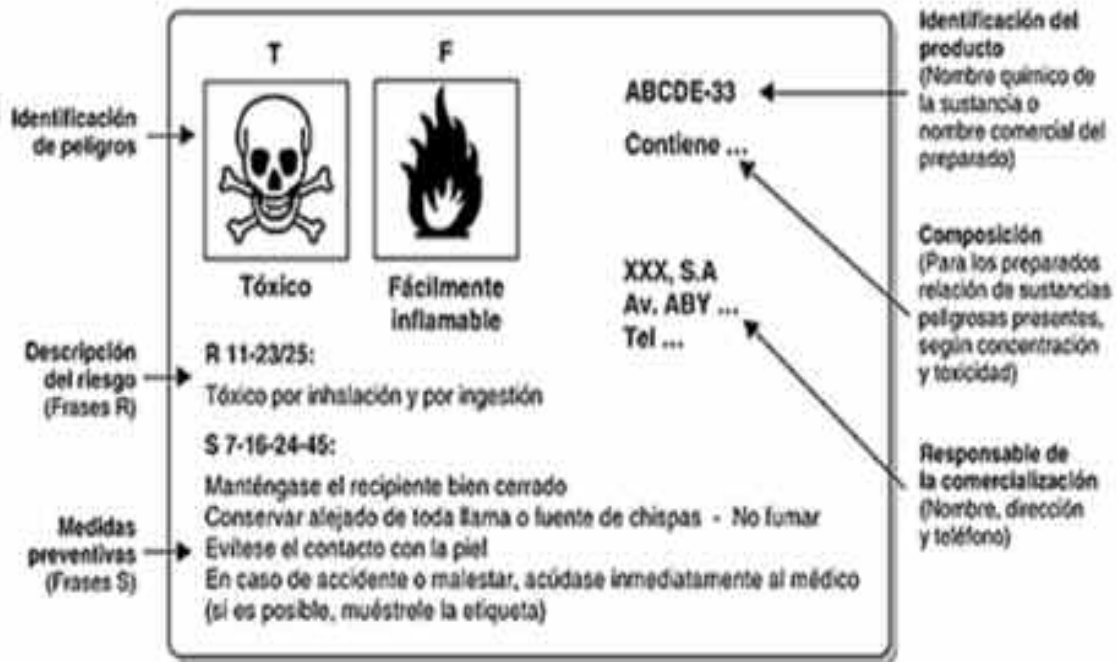 Identificación
de peligros
Descripción
del riesgo
(Frases R)
Medidas
preventivas
(Frases S)
T
F
Tóxico
Fácilmente
inflamable
ABCDE-33
Contiene ...
XXX, S.A
Av. ABY ...
Tel ...
R 11-23/25:
Tóxico por inhalación y por ingestión
S 7-16-24-45:
Manténgase el recipiente bien cerrado
Conservar alejado de toda llama o fuente de chispas - No fumar
Evítese el contacto con la piel
En caso de accidente o malestar, acúdase inmediatamente al médico
(si es posible, muéstrele la etiqueta)
Identificación del
producto
(Nombre químico de
la sustancia o
nombre comercial del
preparado)
Composición
(Para los preparados
relación de sustancias
peligrosas presentes,
según concentración
y toxicidad)
Responsable de
la comercialización
(Nombre, dirección
y teléfono)